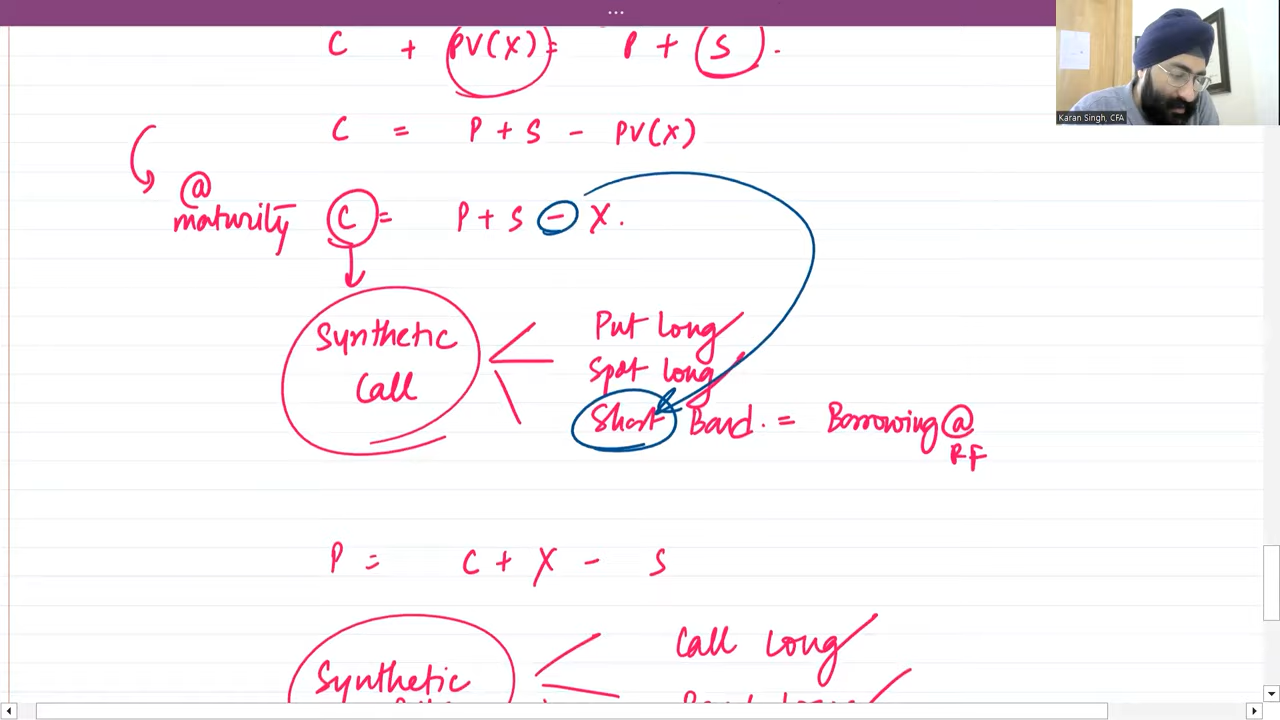 C + PV(X) = P + S.
Karan Singh, CFA
C = P + S - PV(X)
@
maturity C = P + S - X.
Synthetic
Call
Put Long
Spot long
Short Bond. = Borrowing @
RF
P = C + X - S
Call Long
Synthetic